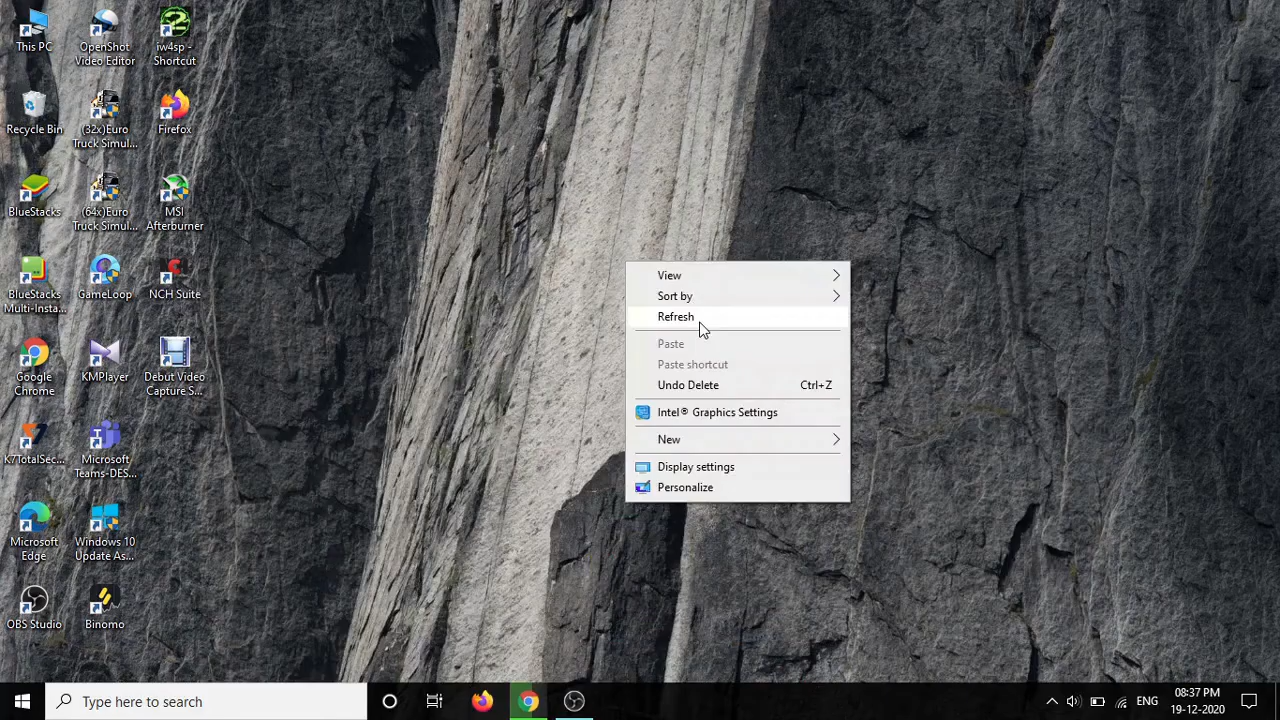 This PC
OpenShot
Video Editor
iw4sp -
Shortcut
Recycle Bin
(32x)Euro
Truck Simul...
Firefox
BlueStacks
(64x)Euro
Truck Simul...
MSI
Afterburner
BlueStacks
Multi-Insta...
GameLoop
NCH Suite
Google
Chrome
KMPlayer
Debut Video
Capture S...
K7TotalSec...
Microsoft
Teams-DES...
Microsoft
Edge
Windows 10
Update As...
OBS Studio
Binomo
View
Sort by
Refresh
Paste
Paste shortcut
Undo Delete Ctrl+Z
Intel® Graphics Settings
New
Display settings
Personalize
Type here to search
ENG
08:37 PM
19-12-2020